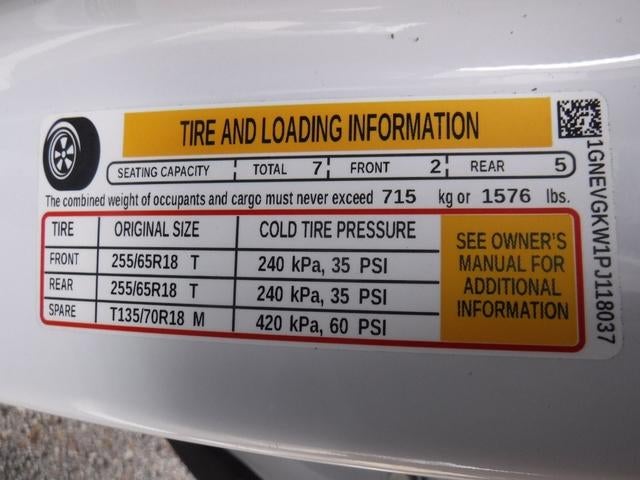 TIRE AND LOADING INFORMATION
SEATING CAPACITY TOTAL 7 FRONT 2 REAR 5
The combined weight of occupants and cargo must never exceed 715 kg or 1576 lbs.
TIRE ORIGINAL SIZE COLD TIRE PRESSURE
FRONT 255/65R18 T 240 kPa, 35 PSI
REAR 255/65R18 T 240 kPa, 35 PSI
SPARE T135/70R18 M 420 kPa, 60 PSI
SEE OWNER'S
MANUAL FOR
ADDITIONAL
INFORMATION
1GNEVGKW1PJ118037